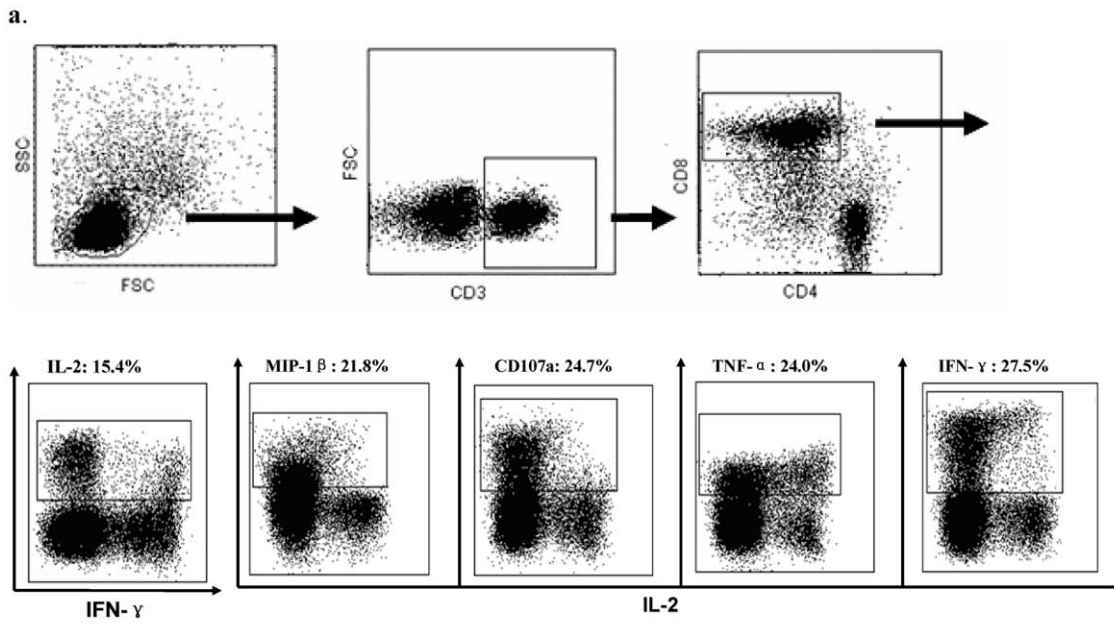 a.
SSC
FSC
FSC
CD3
CD8
CD4
IL-2: 15.4%
MIP-1 β : 21.8%
CD107a: 24.7%
TNF- α : 24.0%
IFN- γ : 27.5%
IFN- γ
IL-2